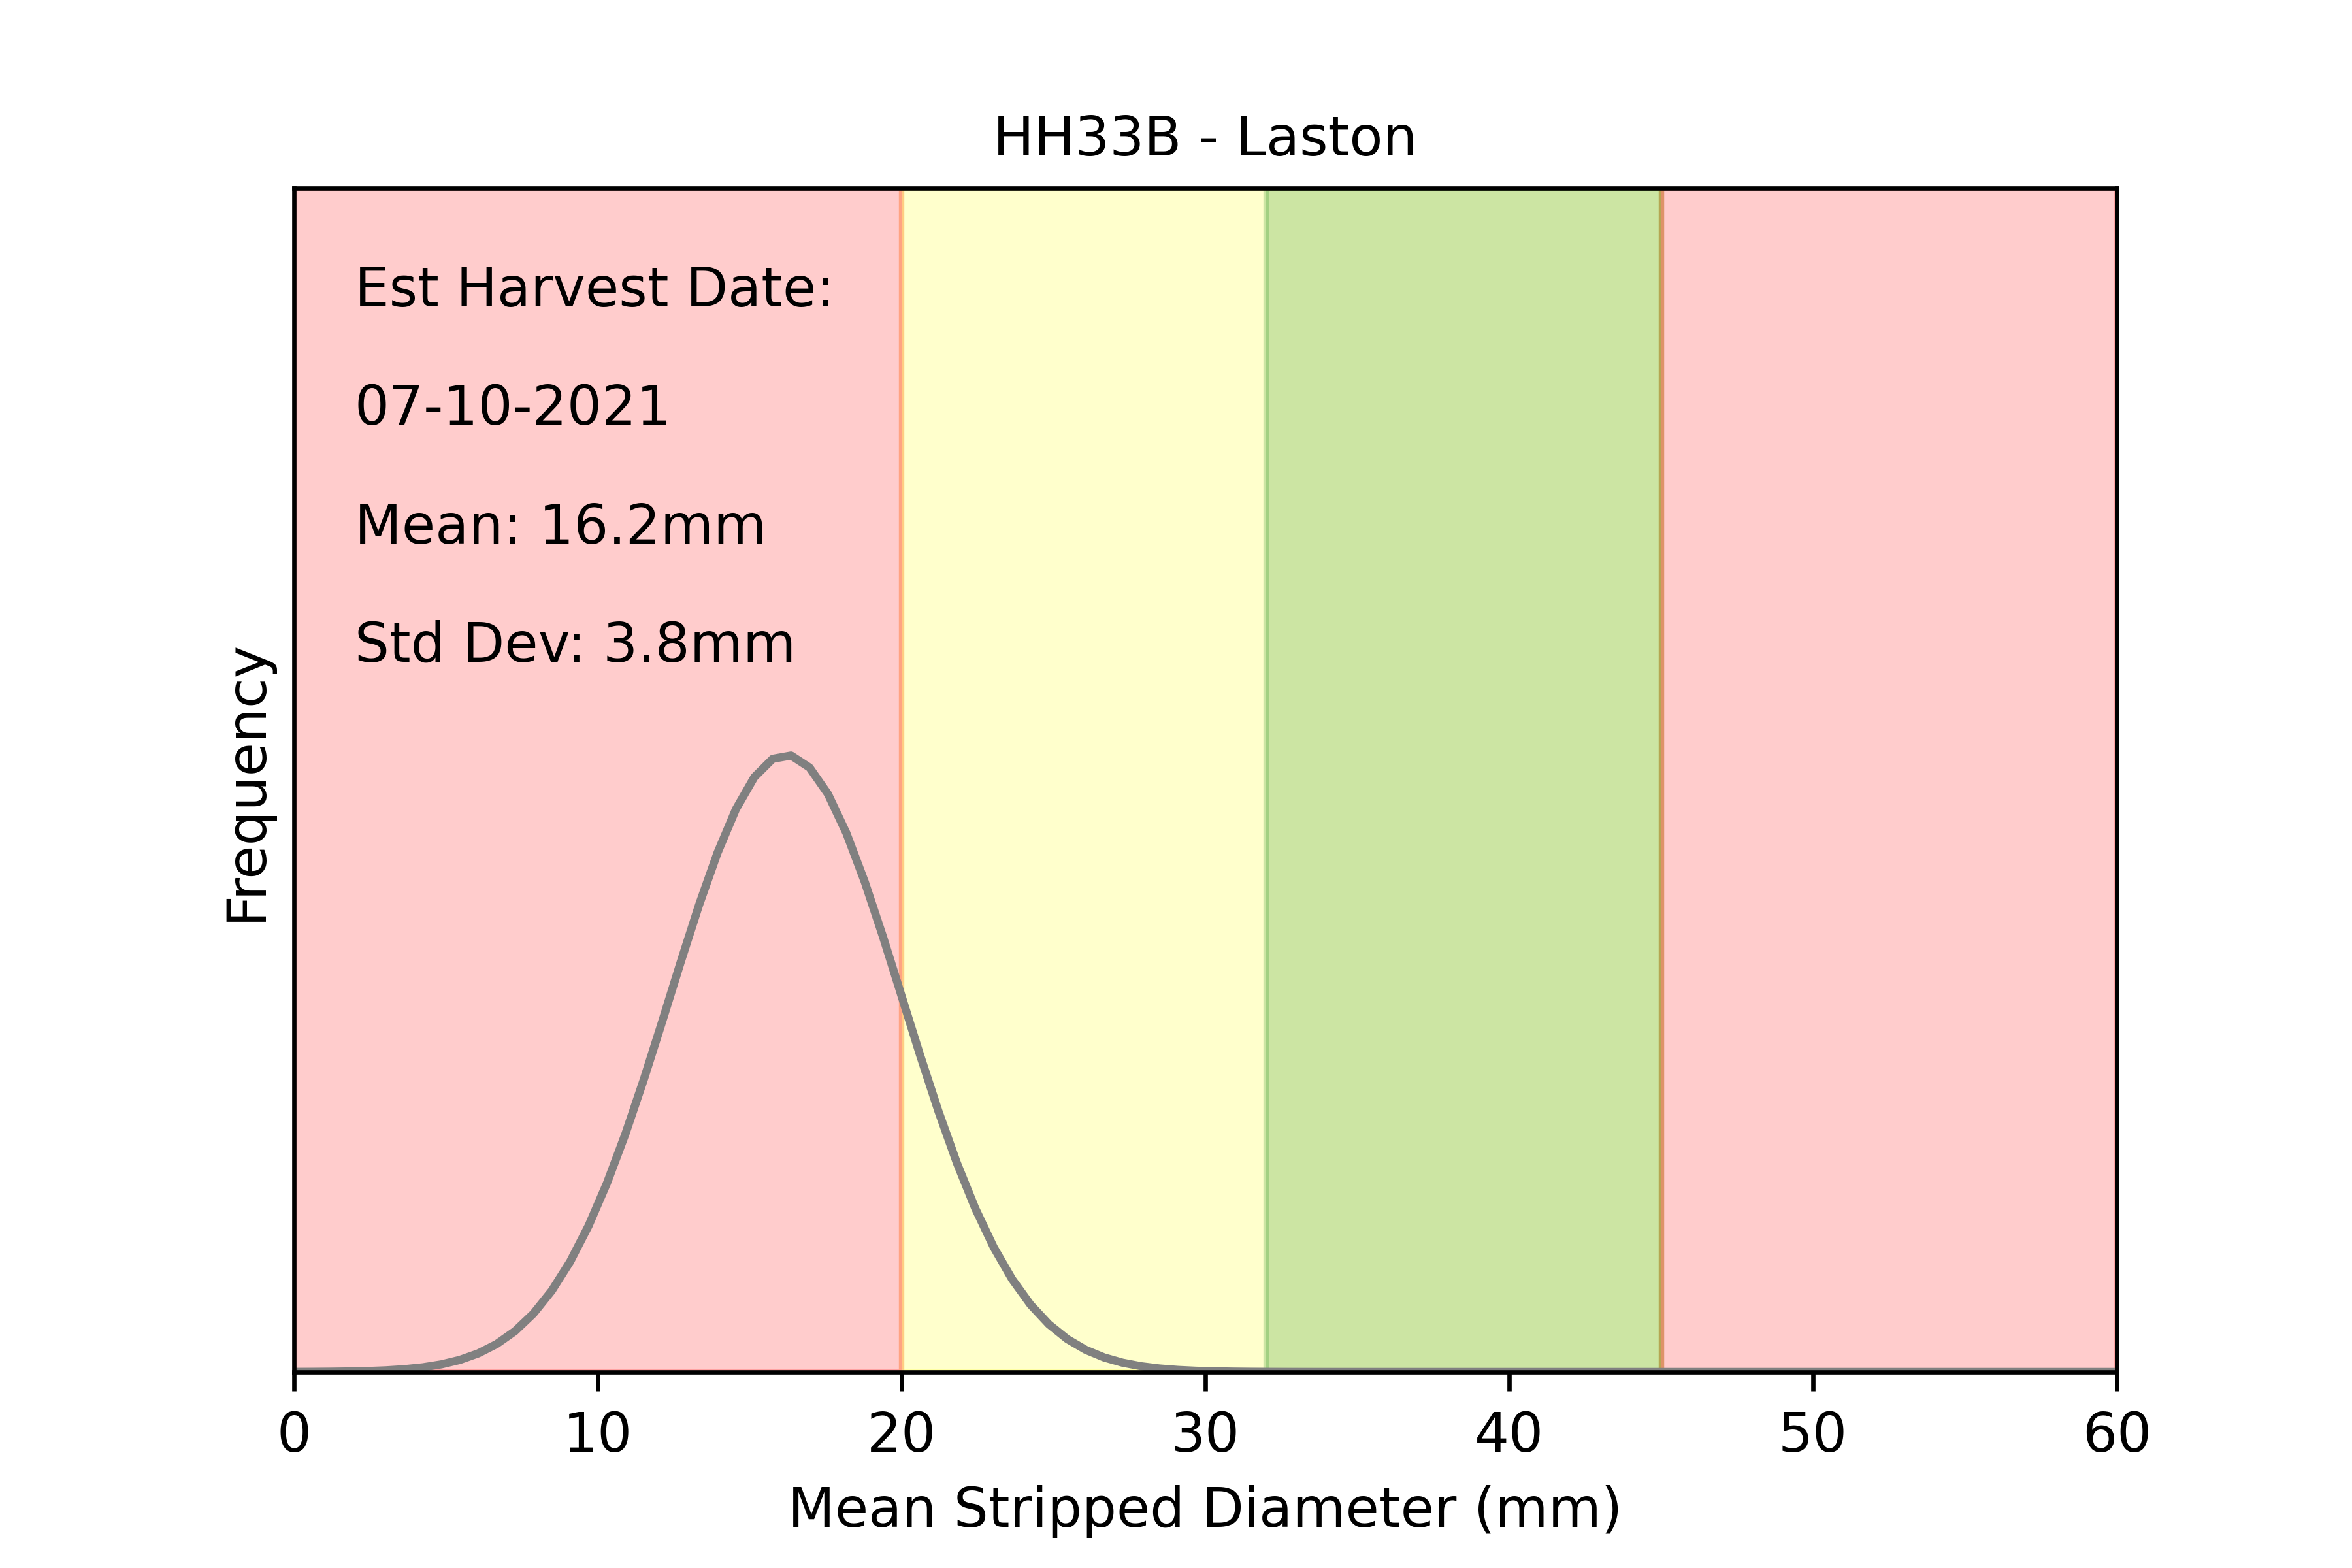 HH33B - Laston
Est Harvest Date:
07-10-2021
Mean: 16.2mm
Std Dev: 3.8mm
Frequency
0 10 20 30 40 50 60
Mean Stripped Diameter (mm)